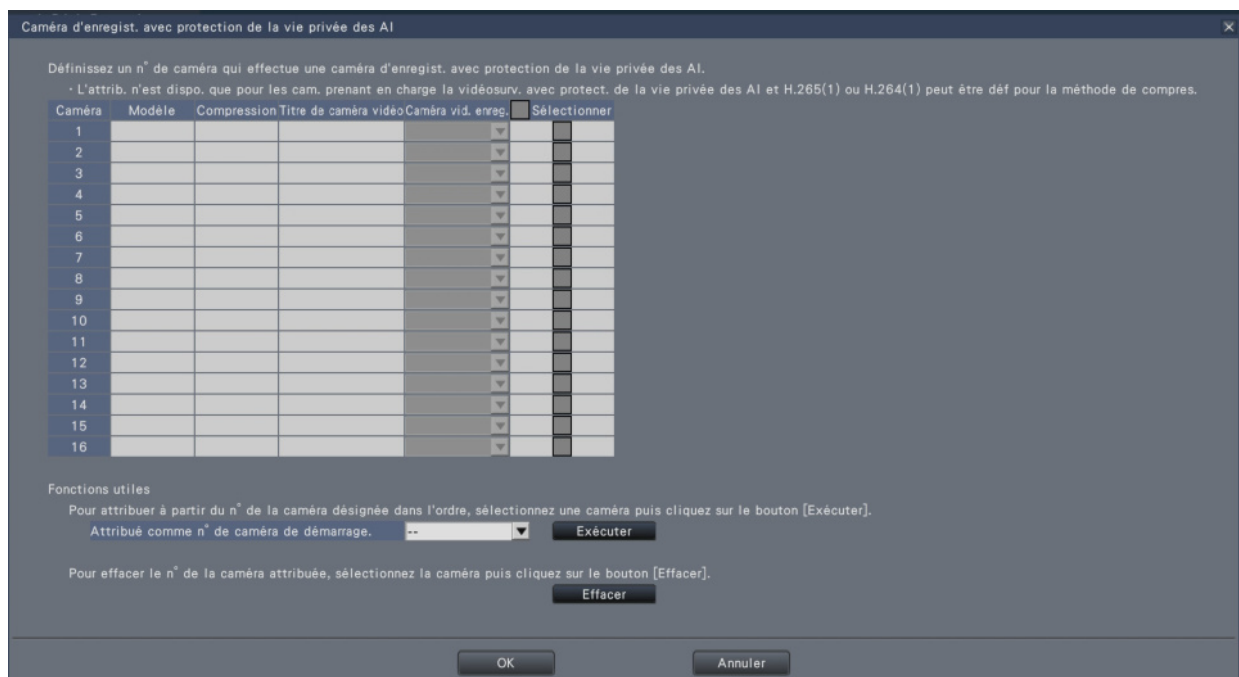 Caméra d'enregist. avec protection de la vie privée des AI
Définissez un n° de caméra qui effectue une caméra d'enregist. avec protection de la vie privée des AI.
・L'attrib. n'est dispo. que pour les cam. prenant en charge la vidéosurv. avec protect. de la vie privée des AI et H.265(1) ou H.264(1) peut être déf pour la méthode de compres.
Caméra Modèle Compression Titre de caméra vidéo Caméra vid. enreg. Sélectionner
1
2
3
4
5
6
7
8
9
10
11
12
13
14
15
16
Fonctions utiles
Pour attribuer à partir du n° de la caméra désignée dans l'ordre, sélectionnez une caméra puis cliquez sur le bouton [Exécuter].
Attribué comme n° de caméra de démarrage. -- Exécuter
Pour effacer le n° de la caméra attribuée, sélectionnez la caméra puis cliquez sur le bouton [Effacer].
Effacer
OK Annuler